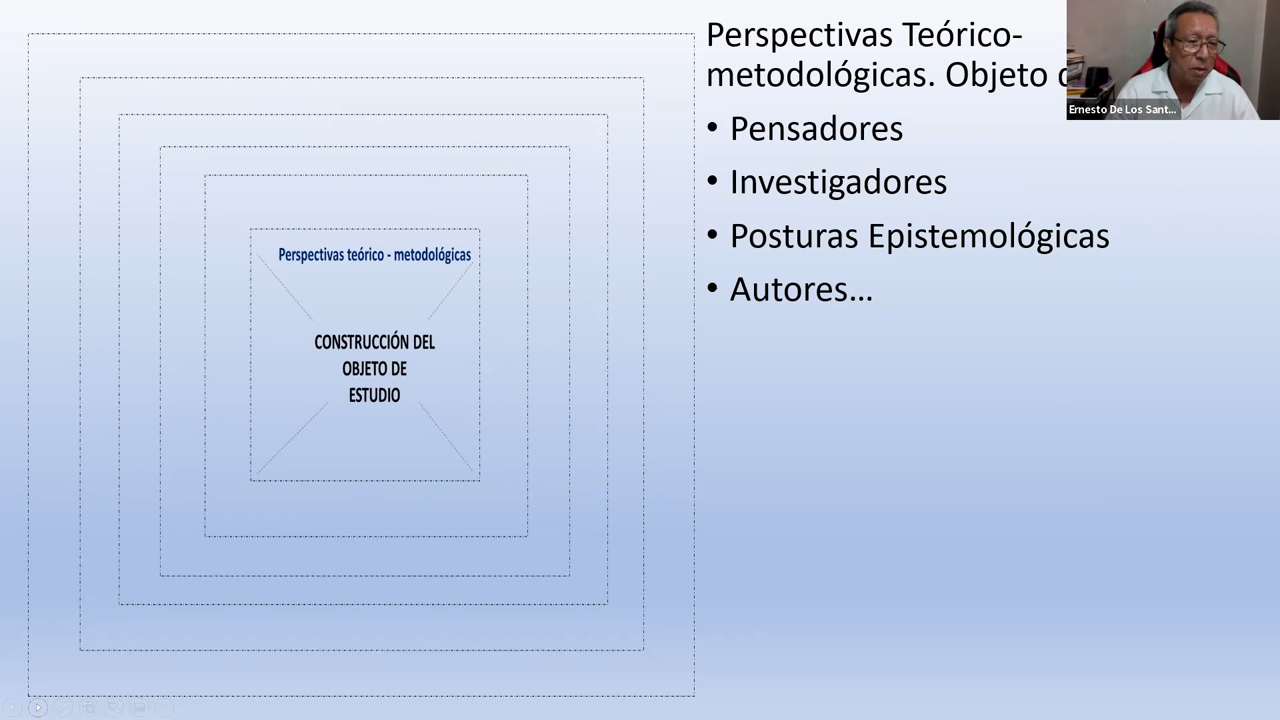 Perspectivas Teórico-
metodológicas. Objeto
• Pensadores
• Investigadores
• Posturas Epistemológicas
• Autores…
Perspectivas teórico - metodológicas
CONSTRUCCIÓN DEL
OBJETO DE
ESTUDIO
Ernesto De Los Sant...